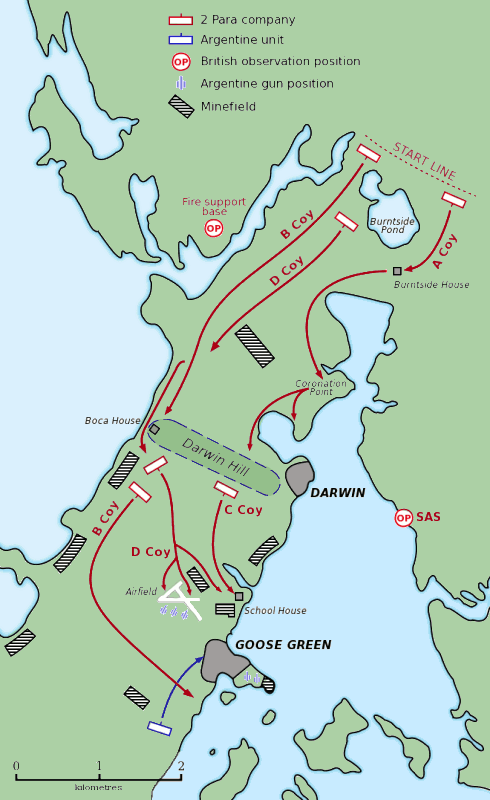 2 Para company
Argentine unit
OP
British observation position
Argentine gun position
Minefield
START LINE
Fire support
base
OP
B Coy
D Coy
Burntside
Pond
A Coy
Burntside House
Coronation
Point
Boca House
Darwin Hill
DARWIN
C Coy
B Coy
OP
SAS
D Coy
Airfield
School House
GOOSE GREEN
0
1
2
kilometres